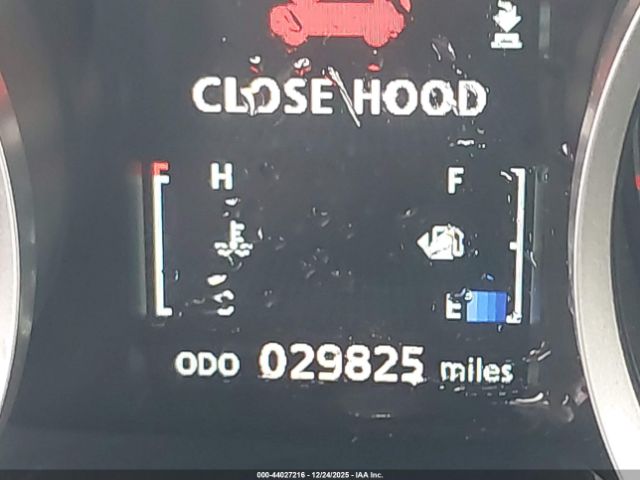 CLOSE HOOD
H F
C E
ODO 029825 miles
000-44027216 - 12/24/2025 - IAA Inc.